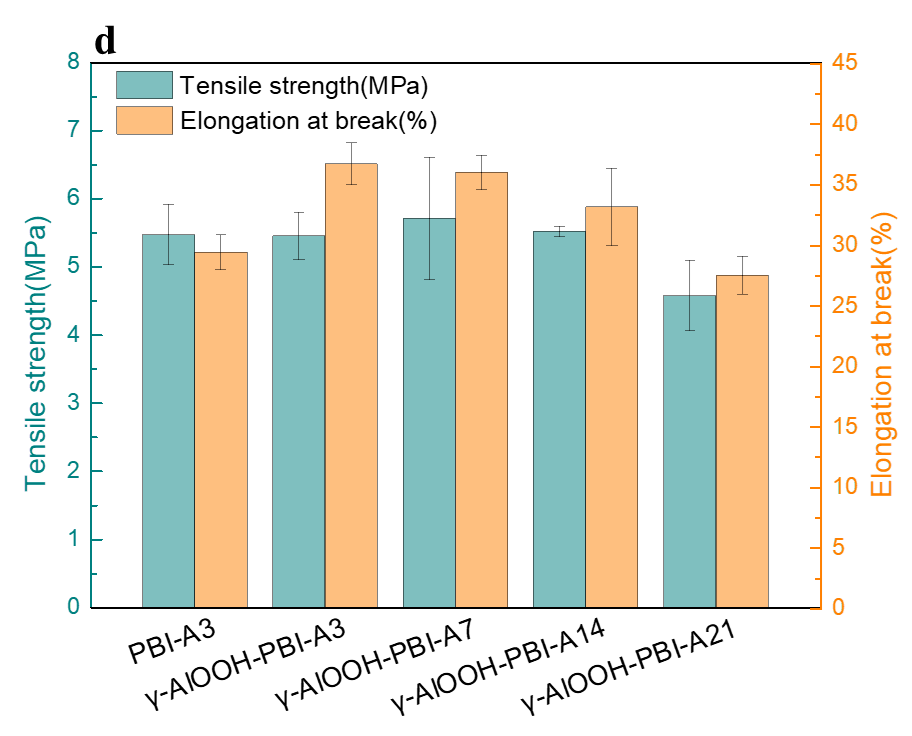 d
Tensile strength(MPa)
Elongation at break(%)
8
7
6
5
4
3
2
1
0
Tensile strength(MPa)
45
40
35
30
25
20
15
10
5
0
Elongation at break(%)
PBI-A3
γ-AlOOH-PBI-A3
γ-AlOOH-PBI-A7
γ-AlOOH-PBI-A14
γ-AlOOH-PBI-A21